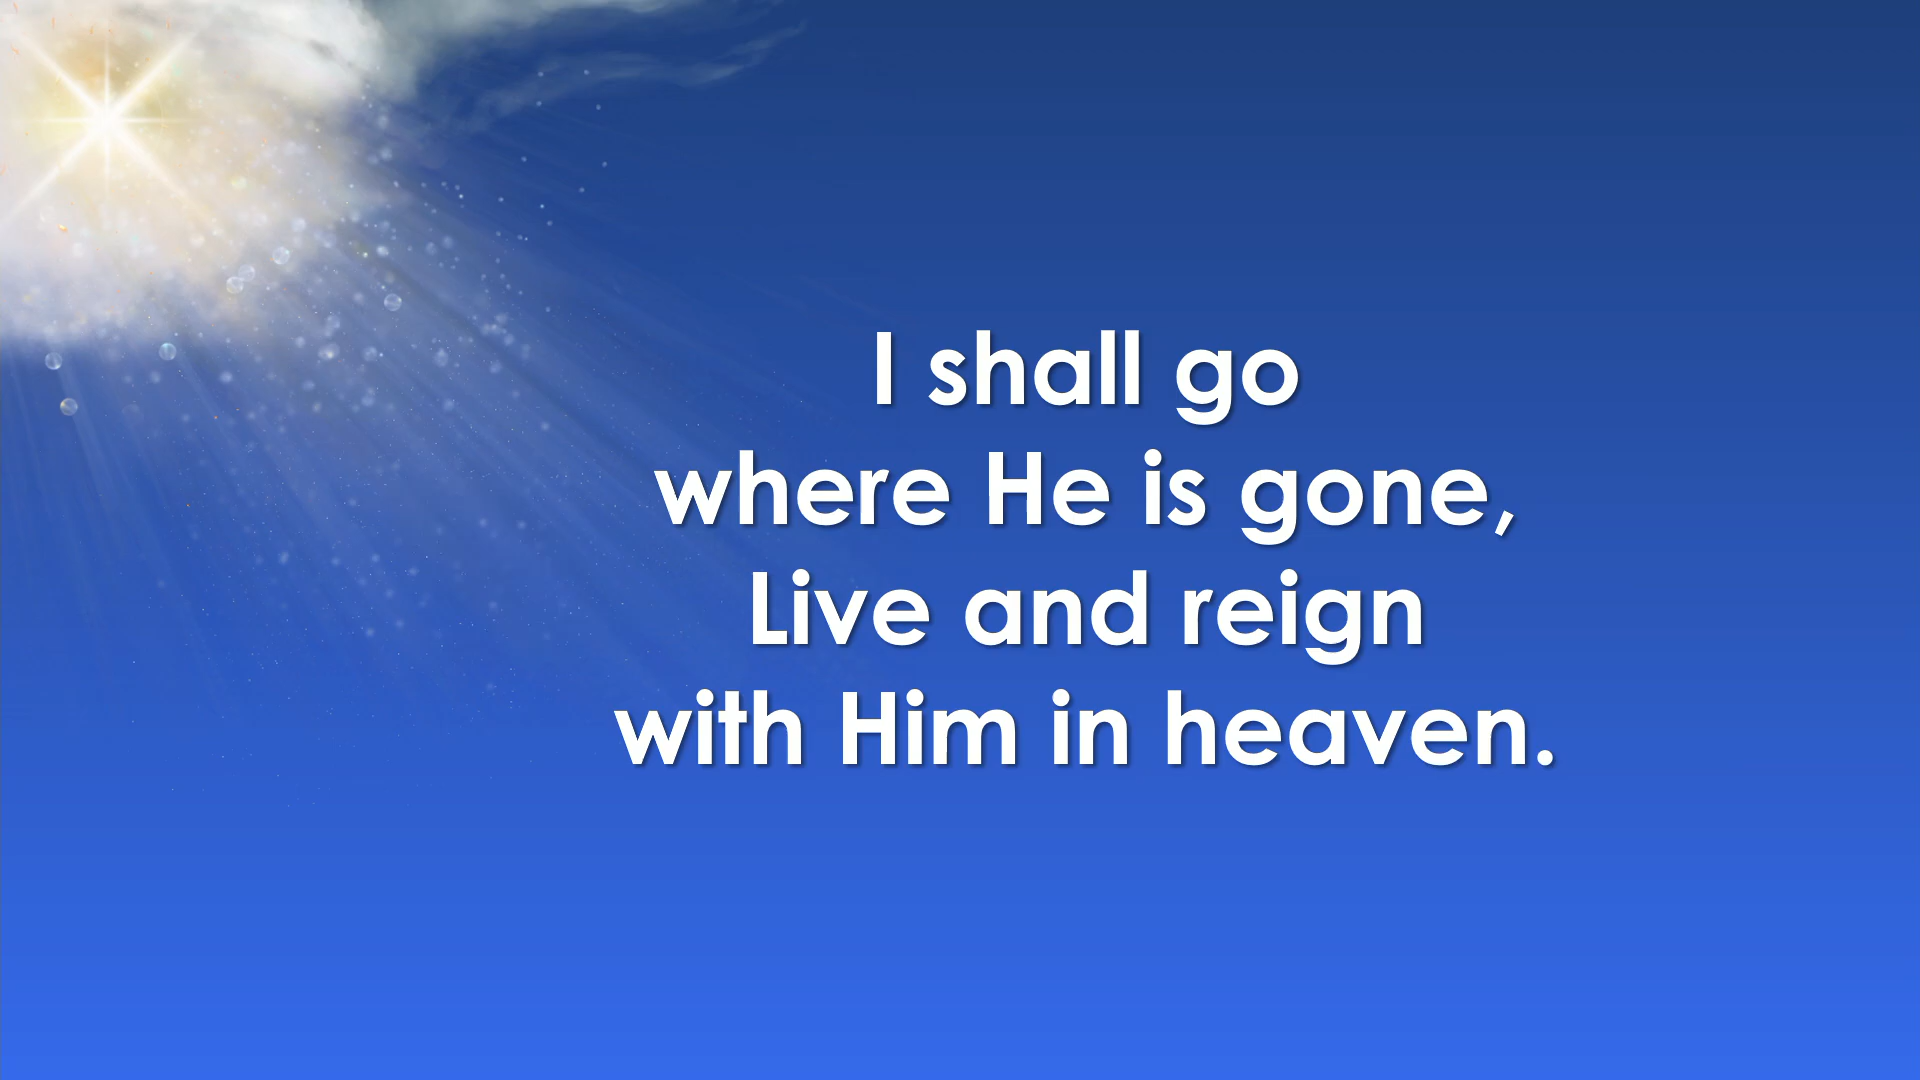 I shall go
where He is gone,
Live and reign
with Him in heaven.